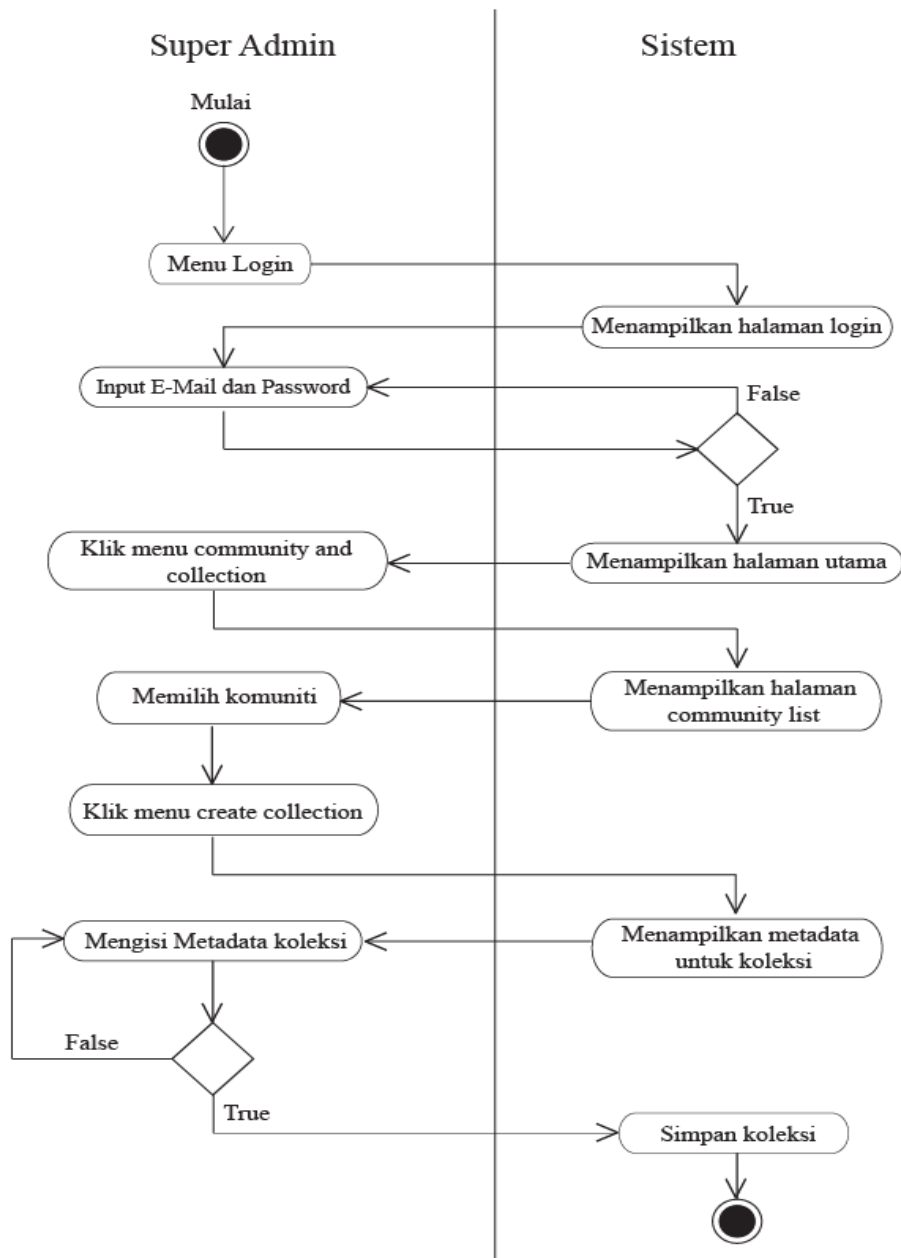 Super Admin
Sistem
Mulai
Menu Login
Menampilkan halaman login
Input E-Mail dan Password
False
True
Klik menu community and
collection
Menampilkan halaman utama
Memilih komuniti
Menampilkan halaman
community list
Klik menu create collection
Mengisi Metadata koleksi
Menampilkan metadata
untuk koleksi
False
True
Simpan koleksi